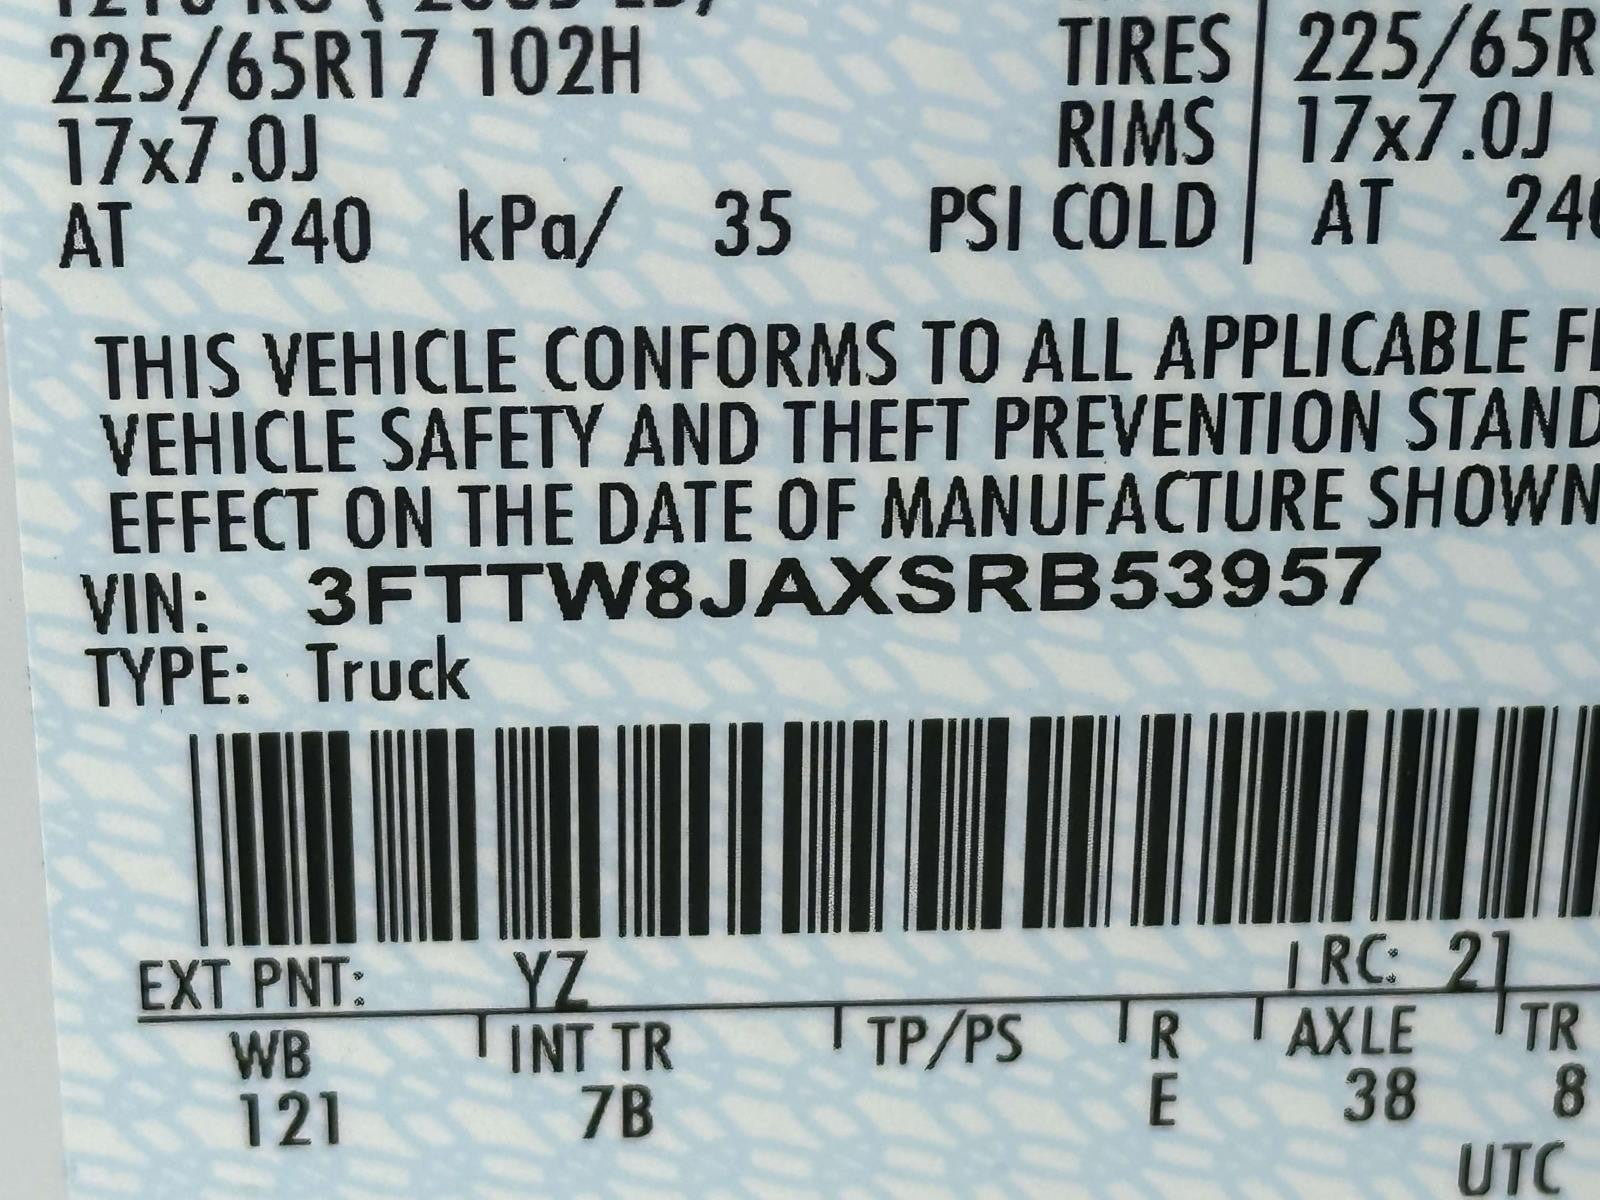 225/65R17 102H TIRES 225/65R
17x7.0J RIMS 17x7.0J
AT 240 kPa/ 35 PSI COLD AT 240
THIS VEHICLE CONFORMS TO ALL APPLICABLE
VEHICLE SAFETY AND THEFT PREVENTION STAND
EFFECT ON THE DATE OF MANUFACTURE SHOWN
VIN: 3FTTW8JAXSRB53957
TYPE: Truck
EXT PNT: YZ RC: 21
WB INT TR TP/PS R AXLE TR
121 7B E 38 8
UTC